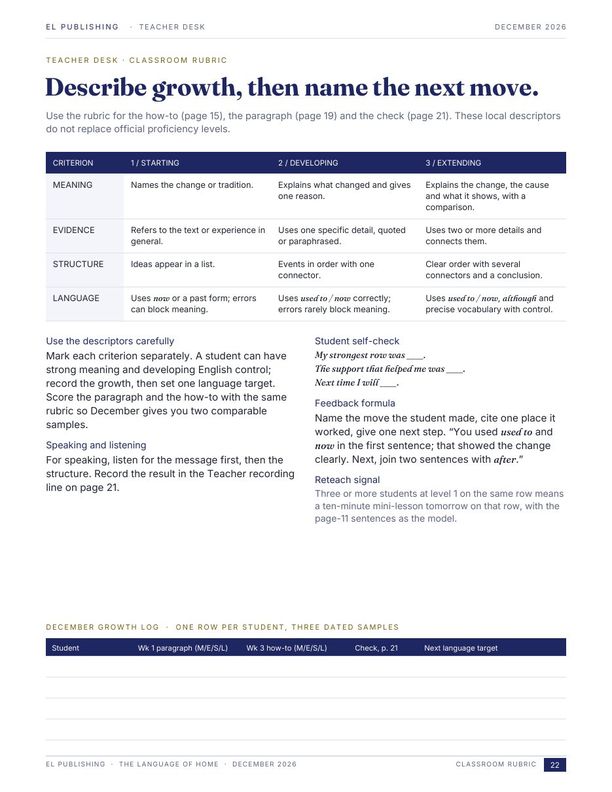 EL PUBLISHING · TEACHER DESK
DECEMBER 2026
TEACHER DESK · CLASSROOM RUBRIC
Describe growth, then name the next move.
Use the rubric for the how-to (page 15), the paragraph (page 19) and the check (page 21). These local descriptors
do not replace official proficiency levels.
CRITERION 1 / STARTING 2 / DEVELOPING 3 / EXTENDING
MEANING
Names the change or tradition.
Explains what changed and gives
one reason.
Explains the change, the cause
and what it shows, with a
comparison.
EVIDENCE
Refers to the text or experience in
general.
Uses one specific detail, quoted
or paraphrased.
Uses two or more details and
connects them.
STRUCTURE
Ideas appear in a list.
Events in order with one
connector.
Clear order with several
connectors and a conclusion.
LANGUAGE
Uses now or a past form; errors
can block meaning.
Uses used to / now correctly;
errors rarely block meaning.
Uses used to / now, although and
precise vocabulary with control.
Use the descriptors carefully
Mark each criterion separately. A student can have
strong meaning and developing English control;
record the growth, then set one language target.
Score the paragraph and the how-to with the same
rubric so December gives you two comparable
samples.
Speaking and listening
For speaking, listen for the message first, then the
structure. Record the result in the Teacher recording
line on page 21.
Student self-check
My strongest row was ___.
The support that helped me was ___.
Next time I will ___.
Feedback formula
Name the move the student made, cite one place it
worked, give one next step. “You used used to and
now in the first sentence; that showed the change
clearly. Next, join two sentences with after.”
Reteach signal
Three or more students at level 1 on the same row means
a ten-minute mini-lesson tomorrow on that row, with the
page-11 sentences as the model.
DECEMBER GROWTH LOG · ONE ROW PER STUDENT, THREE DATED SAMPLES
Student Wk 1 paragraph (M/E/S/L) Wk 3 how-to (M/E/S/L) Check, p. 21 Next language target
EL PUBLISHING · THE LANGUAGE OF HOME · DECEMBER 2026
CLASSROOM RUBRIC 22